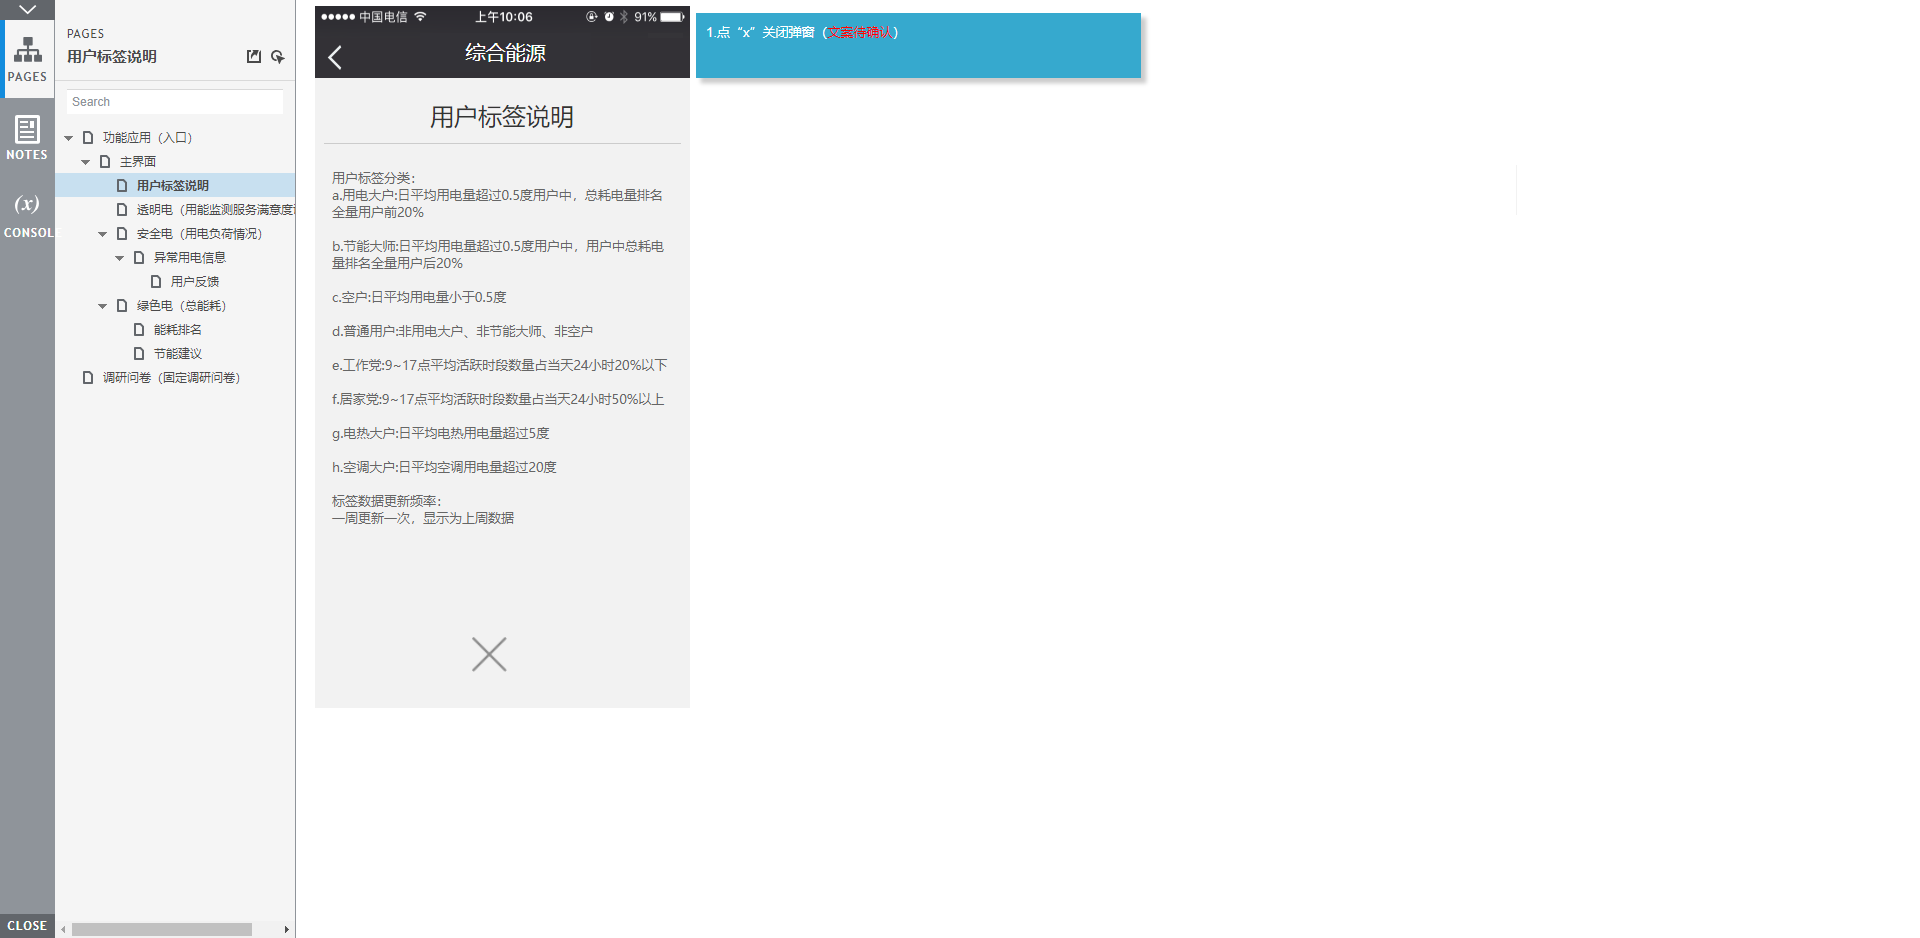 PAGES
NOTES
(x)
CONSOLE
CLOSE
PAGES
用户标签说明
Search
功能应用（入口）
主界面
用户标签说明
透明电（用能监测服务满意度
安全电（用电负荷情况）
异常用电信息
用户反馈
绿色电（总能耗）
能耗排名
节能建议
调研问卷（固定调研问卷）
中国电信 上午10:06 91%
综合能源
用户标签说明
用户标签分类：
a.用电大户:日平均用电量超过0.5度用户中，总耗电量排名
全量用户前20%
b.节能大师:日平均用电量超过0.5度用户中，用户中总耗电
量排名全量用户后20%
c.空户:日平均用电量小于0.5度
d.普通用户:非用电大户、非节能大师、非空户
e.工作党:9~17点平均活跃时段数量占当天24小时20%以下
f.居家党:9~17点平均活跃时段数量占当天24小时50%以上
g.电热大户:日平均电热用电量超过5度
h.空调大户:日平均空调用电量超过20度
标签数据更新频率：
一周更新一次，显示为上周数据
1.点“x”关闭弹窗（文案待确认）